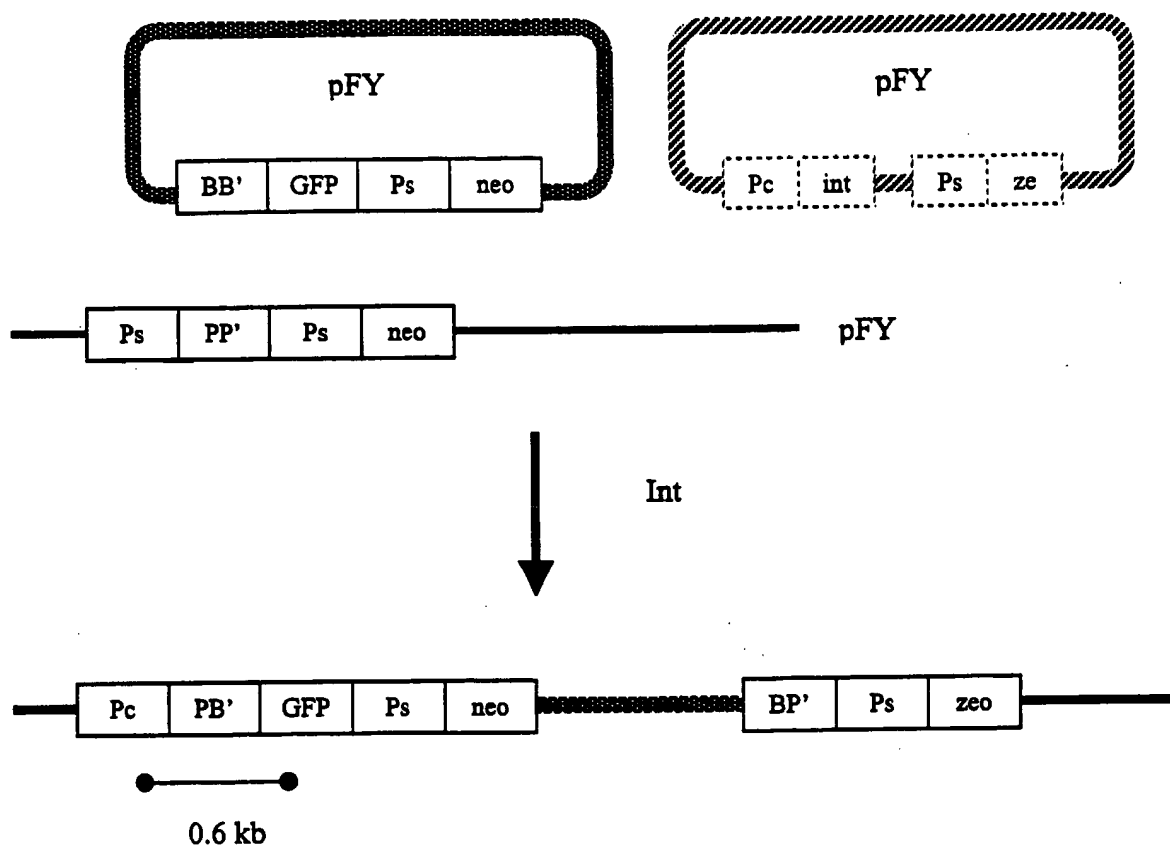 pFY
pFY
BB' GFP Ps neo
Pc int Ps ze
Ps PP' Ps neo
pFY
Int
Pc PB' GFP Ps neo
BP' Ps zeo
0.6 kb